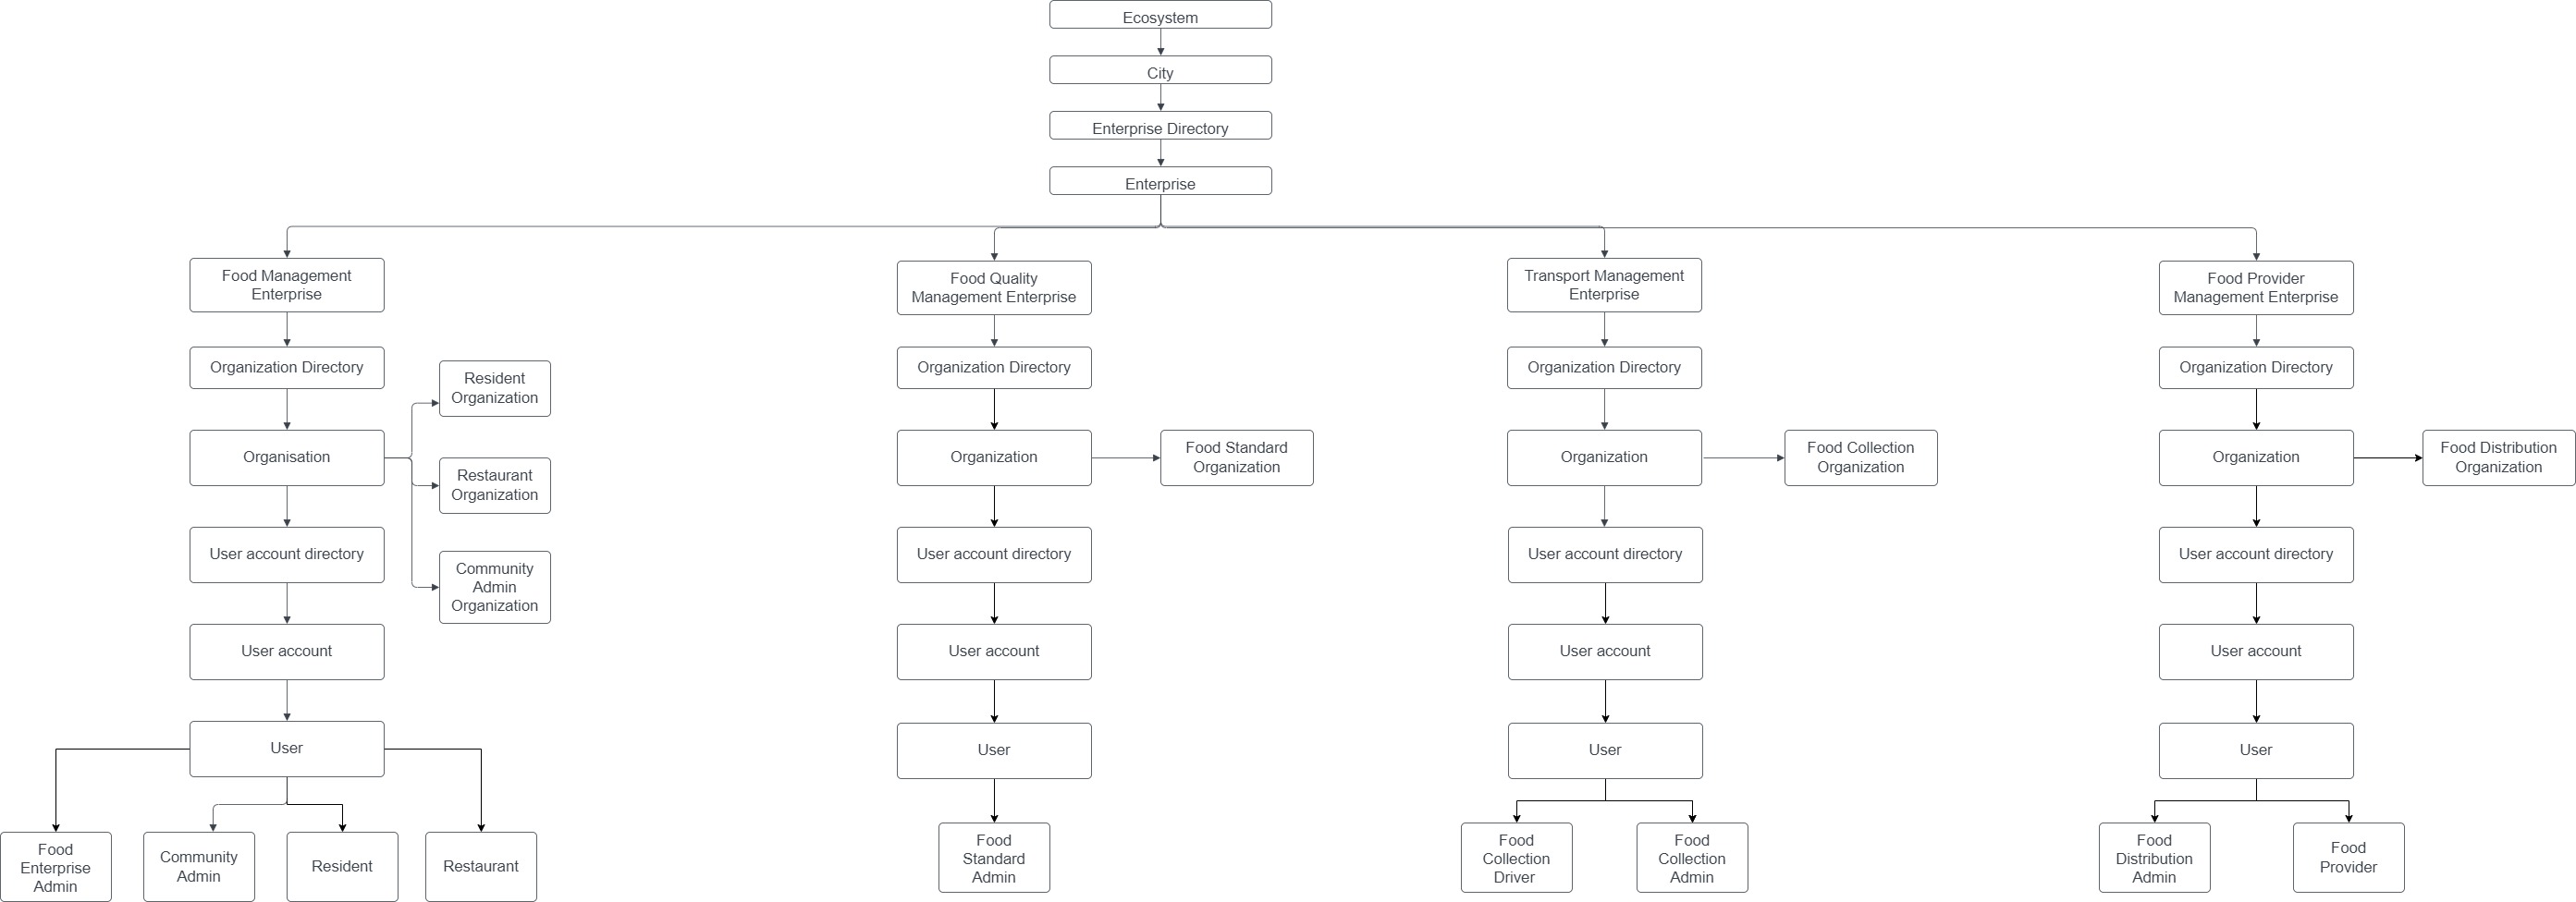 Ecosystem
City
Enterprise Directory
Enterprise
Food Management
Enterprise
Food Quality
Management Enterprise
Transport Management
Enterprise
Food Provider
Management Enterprise
Organization Directory
Organization Directory
Organization Directory
Organization Directory
Resident
Organization
Organisation
Restaurant
Organization
Organization
Food Standard
Organization
Organization
Food Collection
Organization
Organization
Food Distribution
Organization
User account directory
Community
Admin
Organization
User account directory
User account directory
User account directory
User account
User account
User account
User account
User
User
User
User
Food
Enterprise
Admin
Community
Admin
Resident
Restaurant
Food
Standard
Admin
Food
Collection
Driver
Food
Collection
Admin
Food
Distribution
Admin
Food
Provider